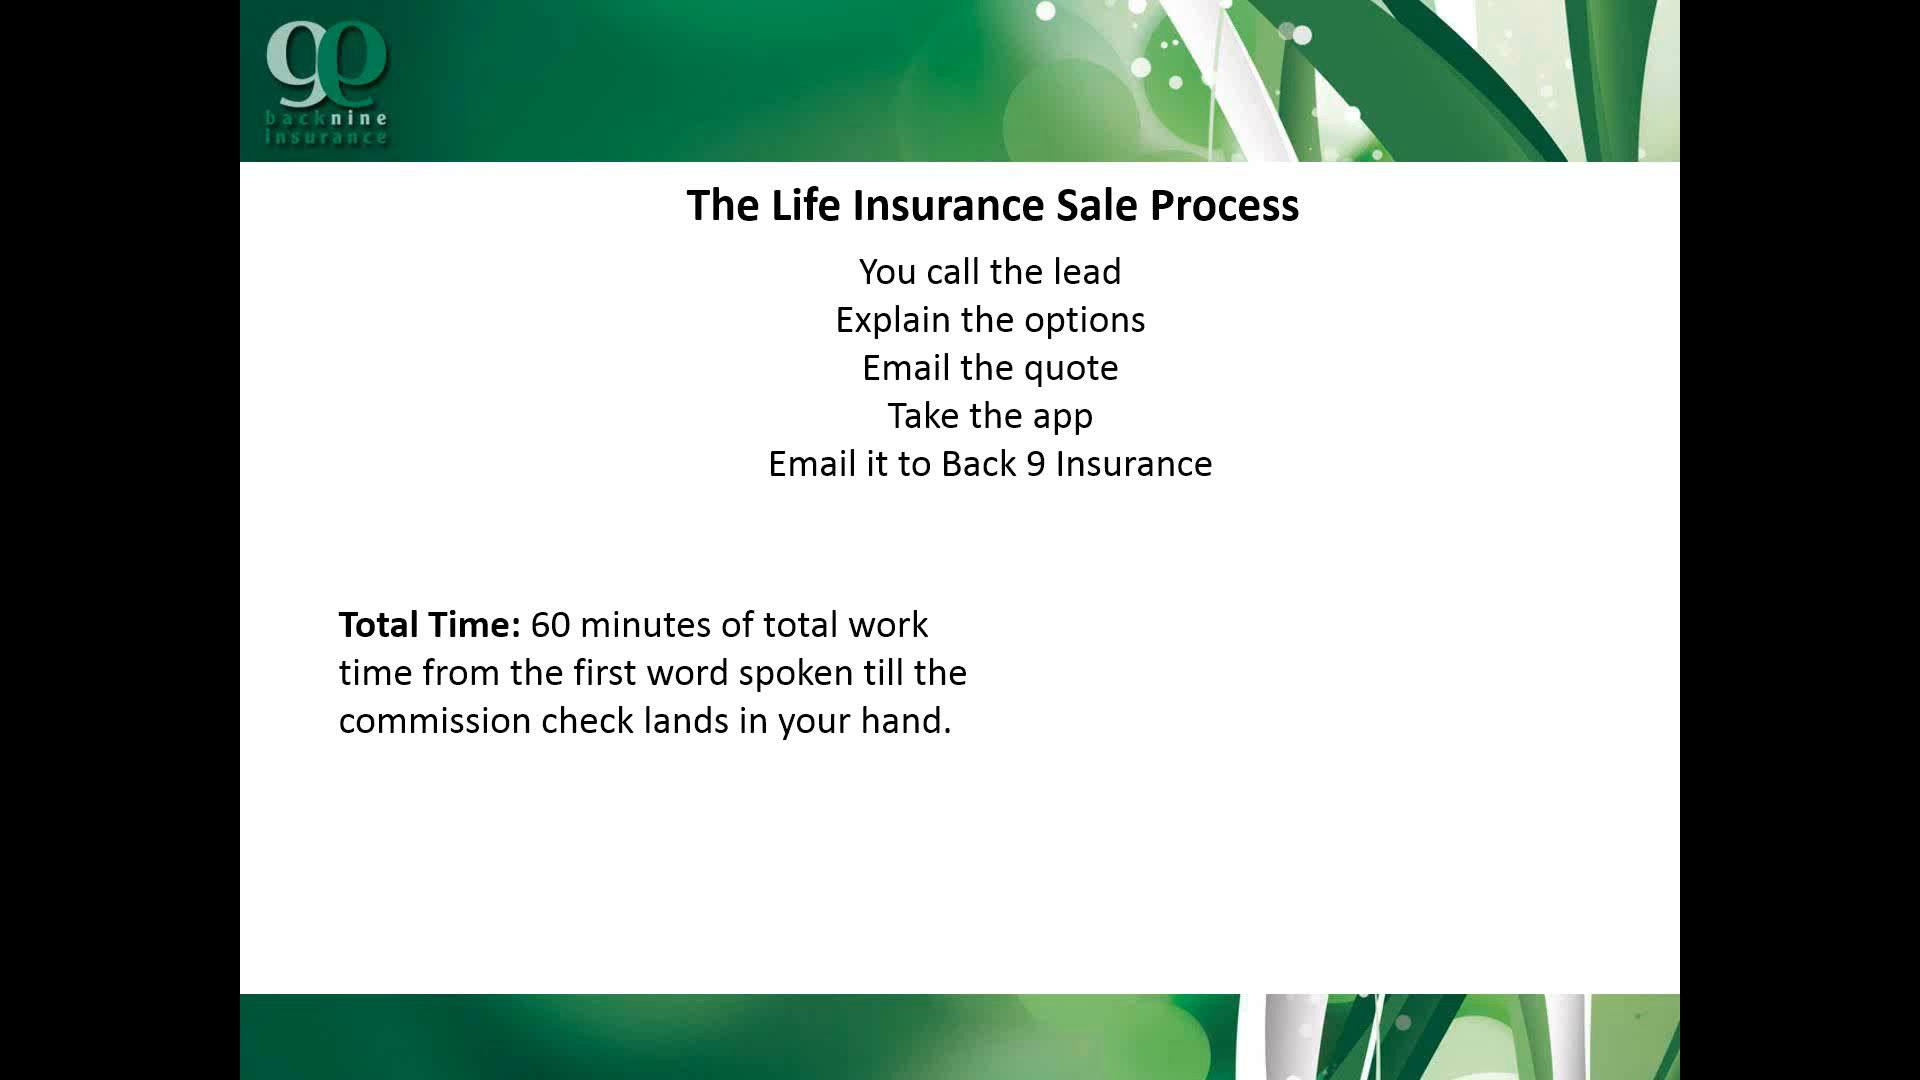 backnine
insurance
The Life Insurance Sale Process
You call the lead
Explain the options
Email the quote
Take the app
Email it to Back 9 Insurance
Total Time: 60 minutes of total work
time from the first word spoken till the
commission check lands in your hand.